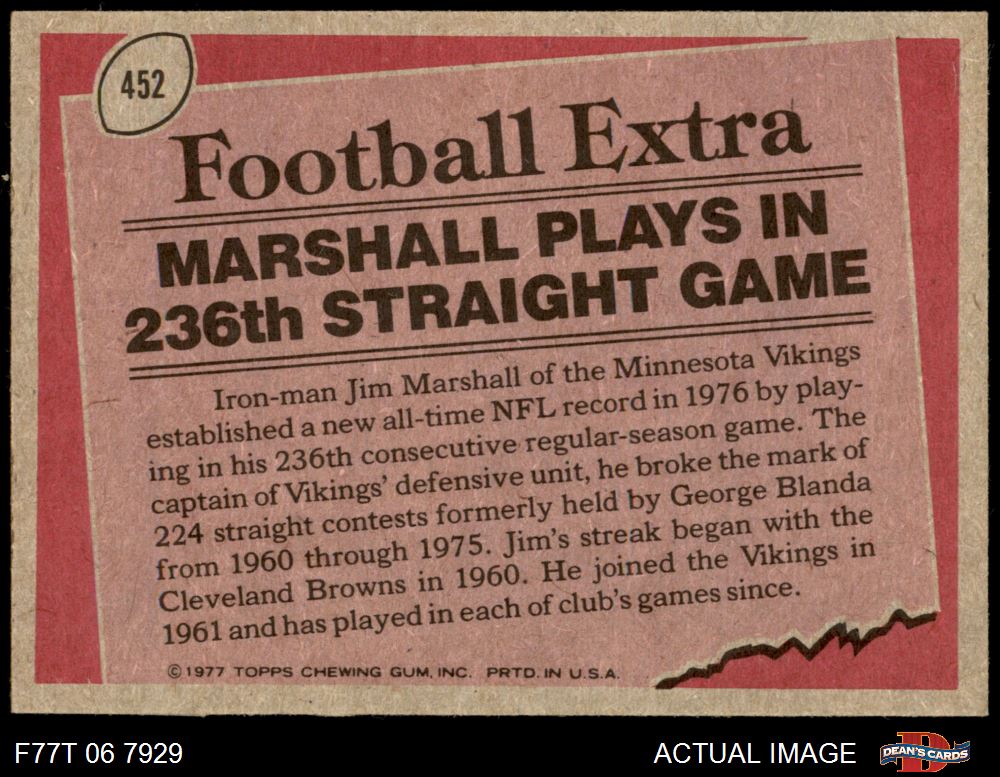 452
Football Extra
MARSHALL PLAYS IN
236th STRAIGHT GAME
Iron-man Jim Marshall of the Minnesota Vikings
established a new all-time NFL record in 1976 by play-
ing in his 236th consecutive regular-season game. The
captain of Vikings' defensive unit, he broke the mark of
224 straight contests formerly held by George Blanda
from 1960 through 1975. Jim's streak began with the
Cleveland Browns in 1960. He joined the Vikings in
1961 and has played in each of club's games since.
©1977 TOPPS CHEWING GUM, INC. PRTD. IN U.S.A.
F77T 06 7929
ACTUAL IMAGE
D
DEAN'S CARDS